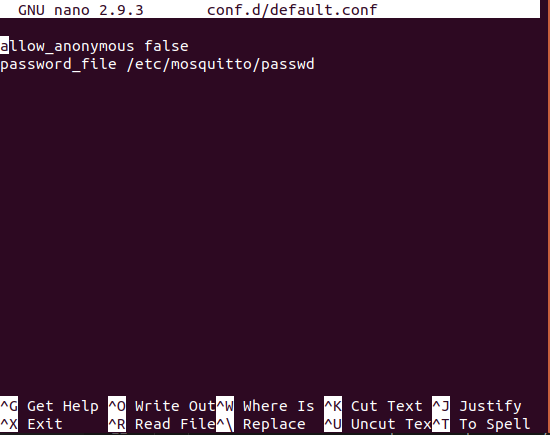 GNU nano 2.9.3 conf.d/default.conf
allow_anonymous false
password_file /etc/mosquitto/passwd
^G Get Help ^O Write Out ^W Where Is ^K Cut Text ^J Justify
^X Exit ^R Read File ^\ Replace ^U Uncut Tex ^T To Spell